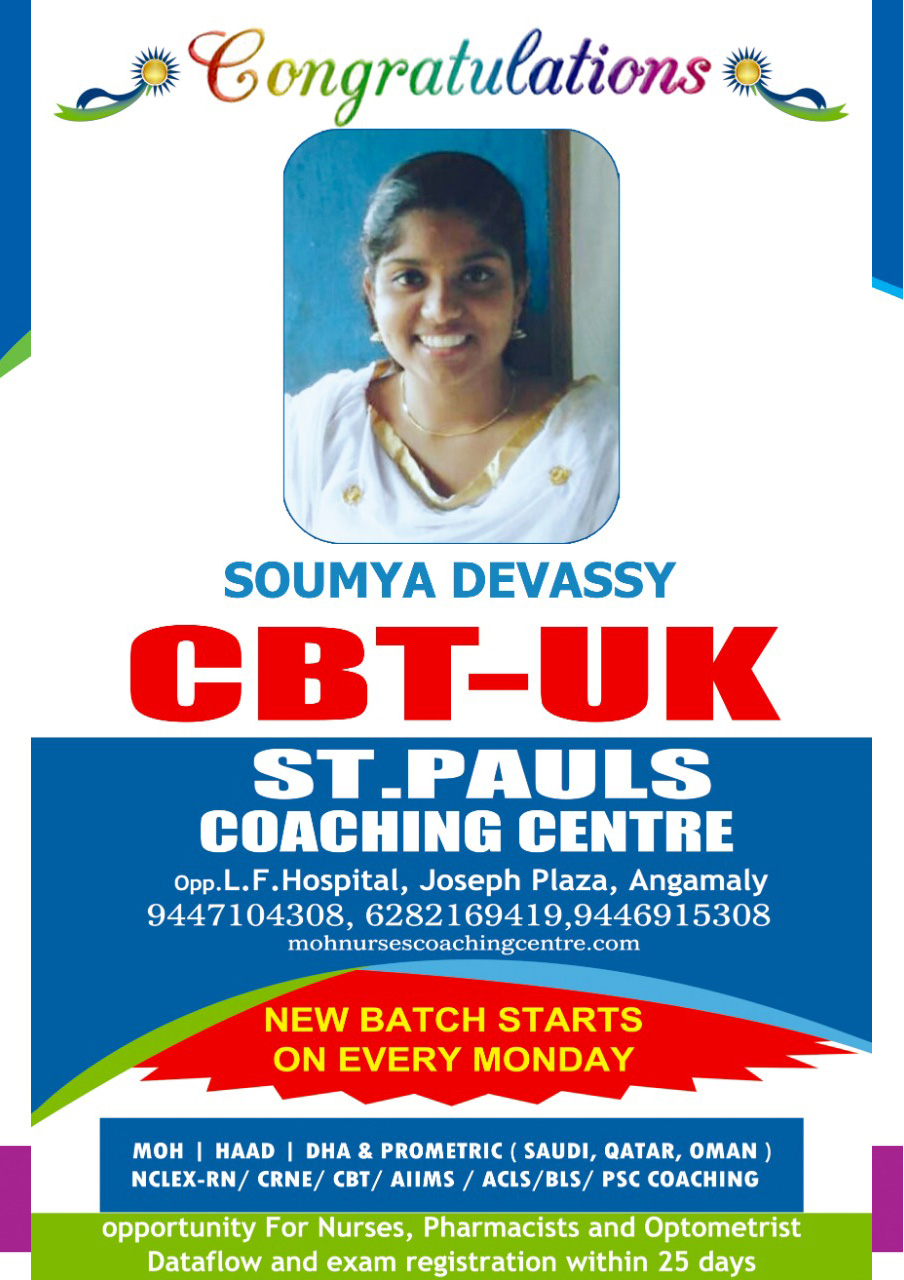 Congratulations
SOUMYA DEVASSY
CBT-UK
ST.PAULS
COACHING CENTRE
Opp.L.F.Hospital, Joseph Plaza, Angamaly
9447104308, 6282169419,9446915308
mohnursescoachingcentre.com
NEW BATCH STARTS
ON EVERY MONDAY
MOH | HAAD | DHA & PROMETRIC ( SAUDI, QATAR, OMAN )
NCLEX-RN/ CRNE/ CBT/ AIIMS / ACLS/BLS/ PSC COACHING
opportunity For Nurses, Pharmacists and Optometrist
Dataflow and exam registration within 25 days